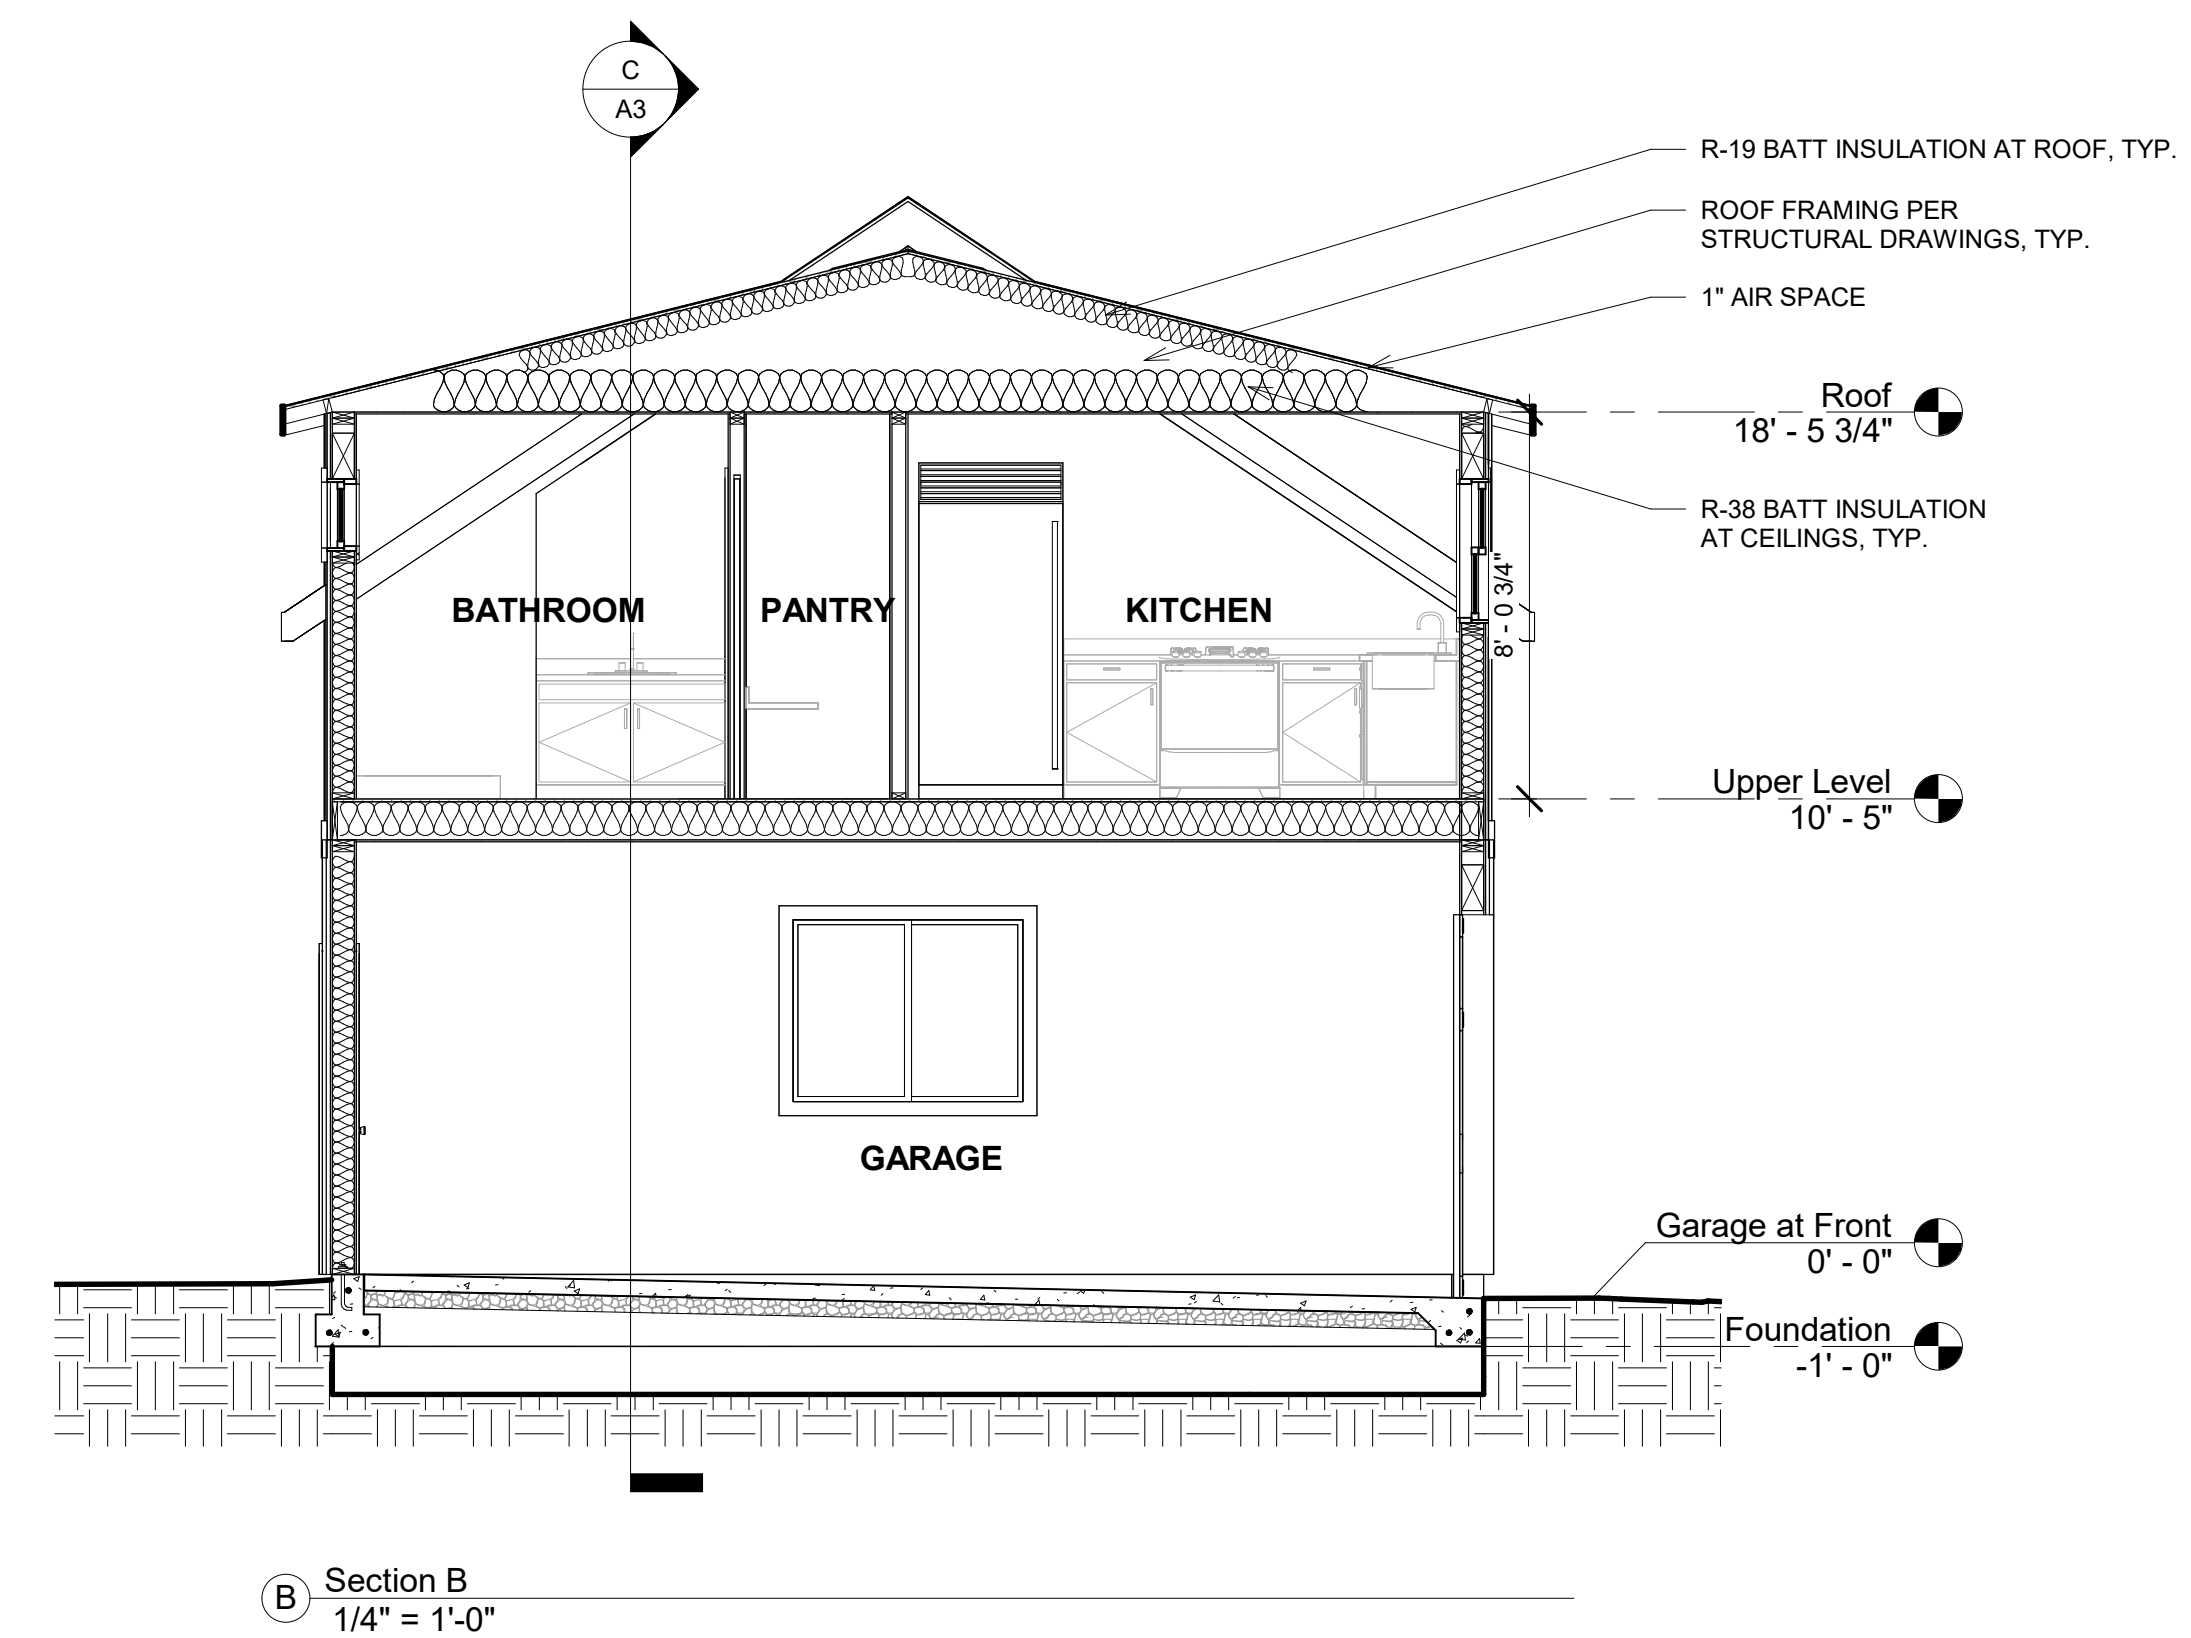 C
A3
R-19 BATT INSULATION AT ROOF, TYP.
ROOF FRAMING PER
STRUCTURAL DRAWINGS, TYP.
1" AIR SPACE
Roof
18' - 5 3/4"
R-38 BATT INSULATION
AT CEILINGS, TYP.
8' - 0 3/4"
BATHROOM
PANTRY
KITCHEN
Upper Level
10' - 5"
GARAGE
Garage at Front
0' - 0"
Foundation
-1' - 0"
B
Section B
1/4" = 1'-0"